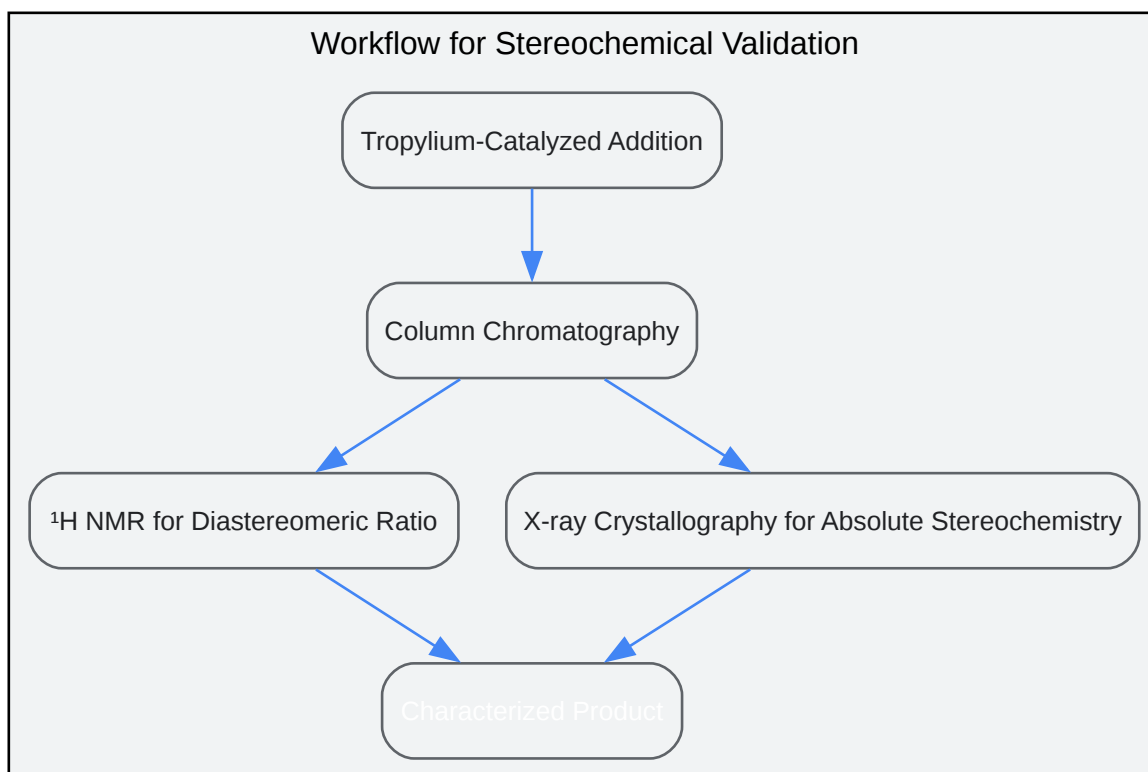 Workflow for Stereochemical Validation
Tropylium-Catalyzed Addition
Column Chromatography
¹H NMR for Diastereomeric Ratio
X-ray Crystallography for Absolute Stereochemistry
Characterized Product